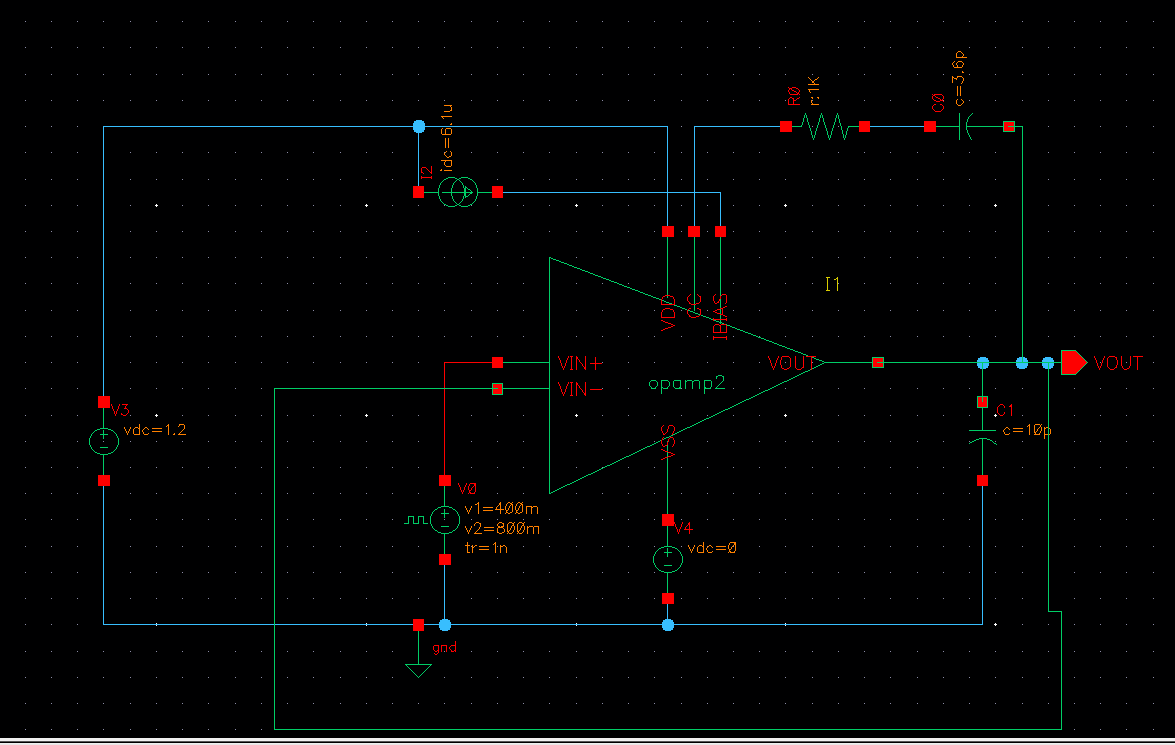 c=3.6p
R0
r:1K
C0
idc=6.1u
I2
I1
VDD
CC
IBIAS
VIN+
VOUT
VOUT
VIN-
opamp2
V3
vdc=1.2
C1
c=10p
VSS
V0
v1=400m
v2=800m
tr=1n
V4
vdc=0
gnd